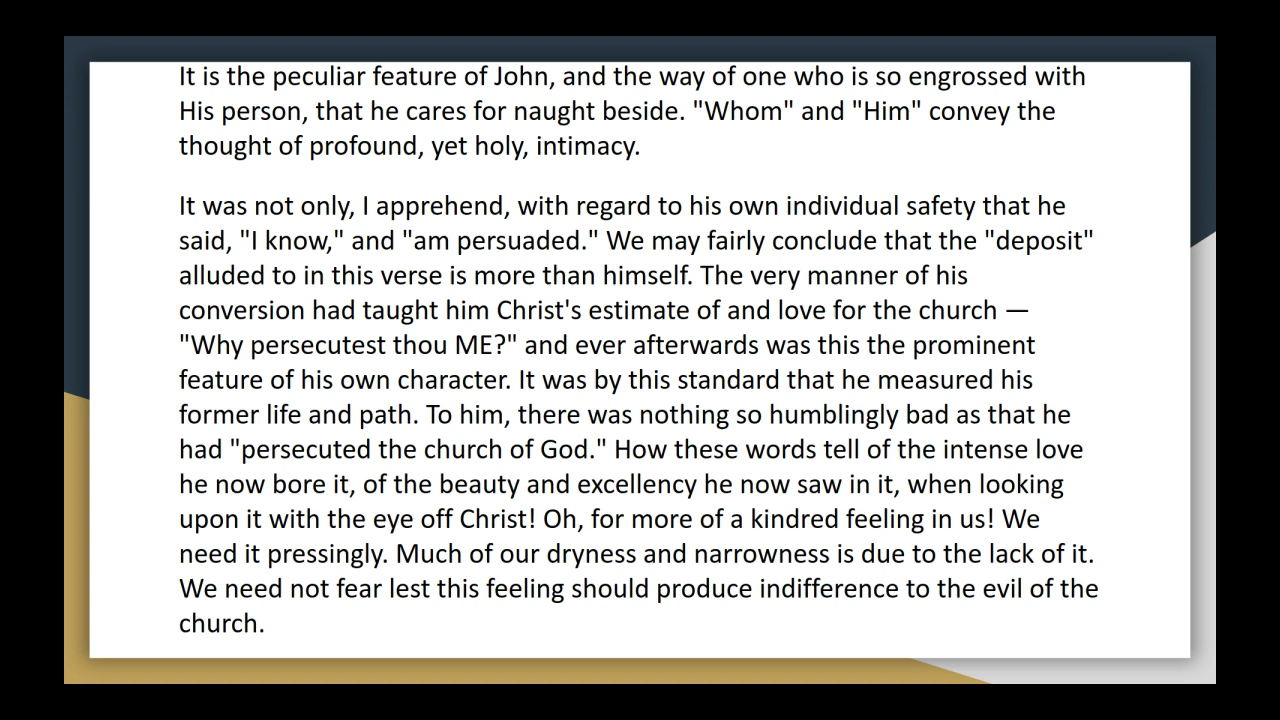 It is the peculiar feature of John, and the way of one who is so engrossed with
His person, that he cares for naught beside. "Whom" and "Him" convey the
thought of profound, yet holy, intimacy.
It was not only, I apprehend, with regard to his own individual safety that he
said, "I know," and "am persuaded." We may fairly conclude that the "deposit"
alluded to in this verse is more than himself. The very manner of his
conversion had taught him Christ's estimate of and love for the church —
"Why persecutest thou ME?" and ever afterwards was this the prominent
feature of his own character. It was by this standard that he measured his
former life and path. To him, there was nothing so humblingly bad as that he
had "persecuted the church of God." How these words tell of the intense love
he now bore it, of the beauty and excellency he now saw in it, when looking
upon it with the eye off Christ! Oh, for more of a kindred feeling in us! We
need it pressingly. Much of our dryness and narrowness is due to the lack of it.
We need not fear lest this feeling should produce indifference to the evil of the
church.